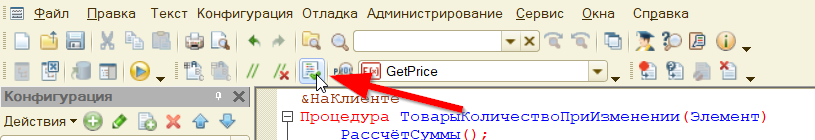 Файл Правка Текст Конфигурация Отладка Администрирование Сервис Окна Справка
GetPrice
Конфигурация
Действия
&НаКлиенте
Процедура ТоварыКоличествоПриИзменении(Элемент)
РассчётСуммы();